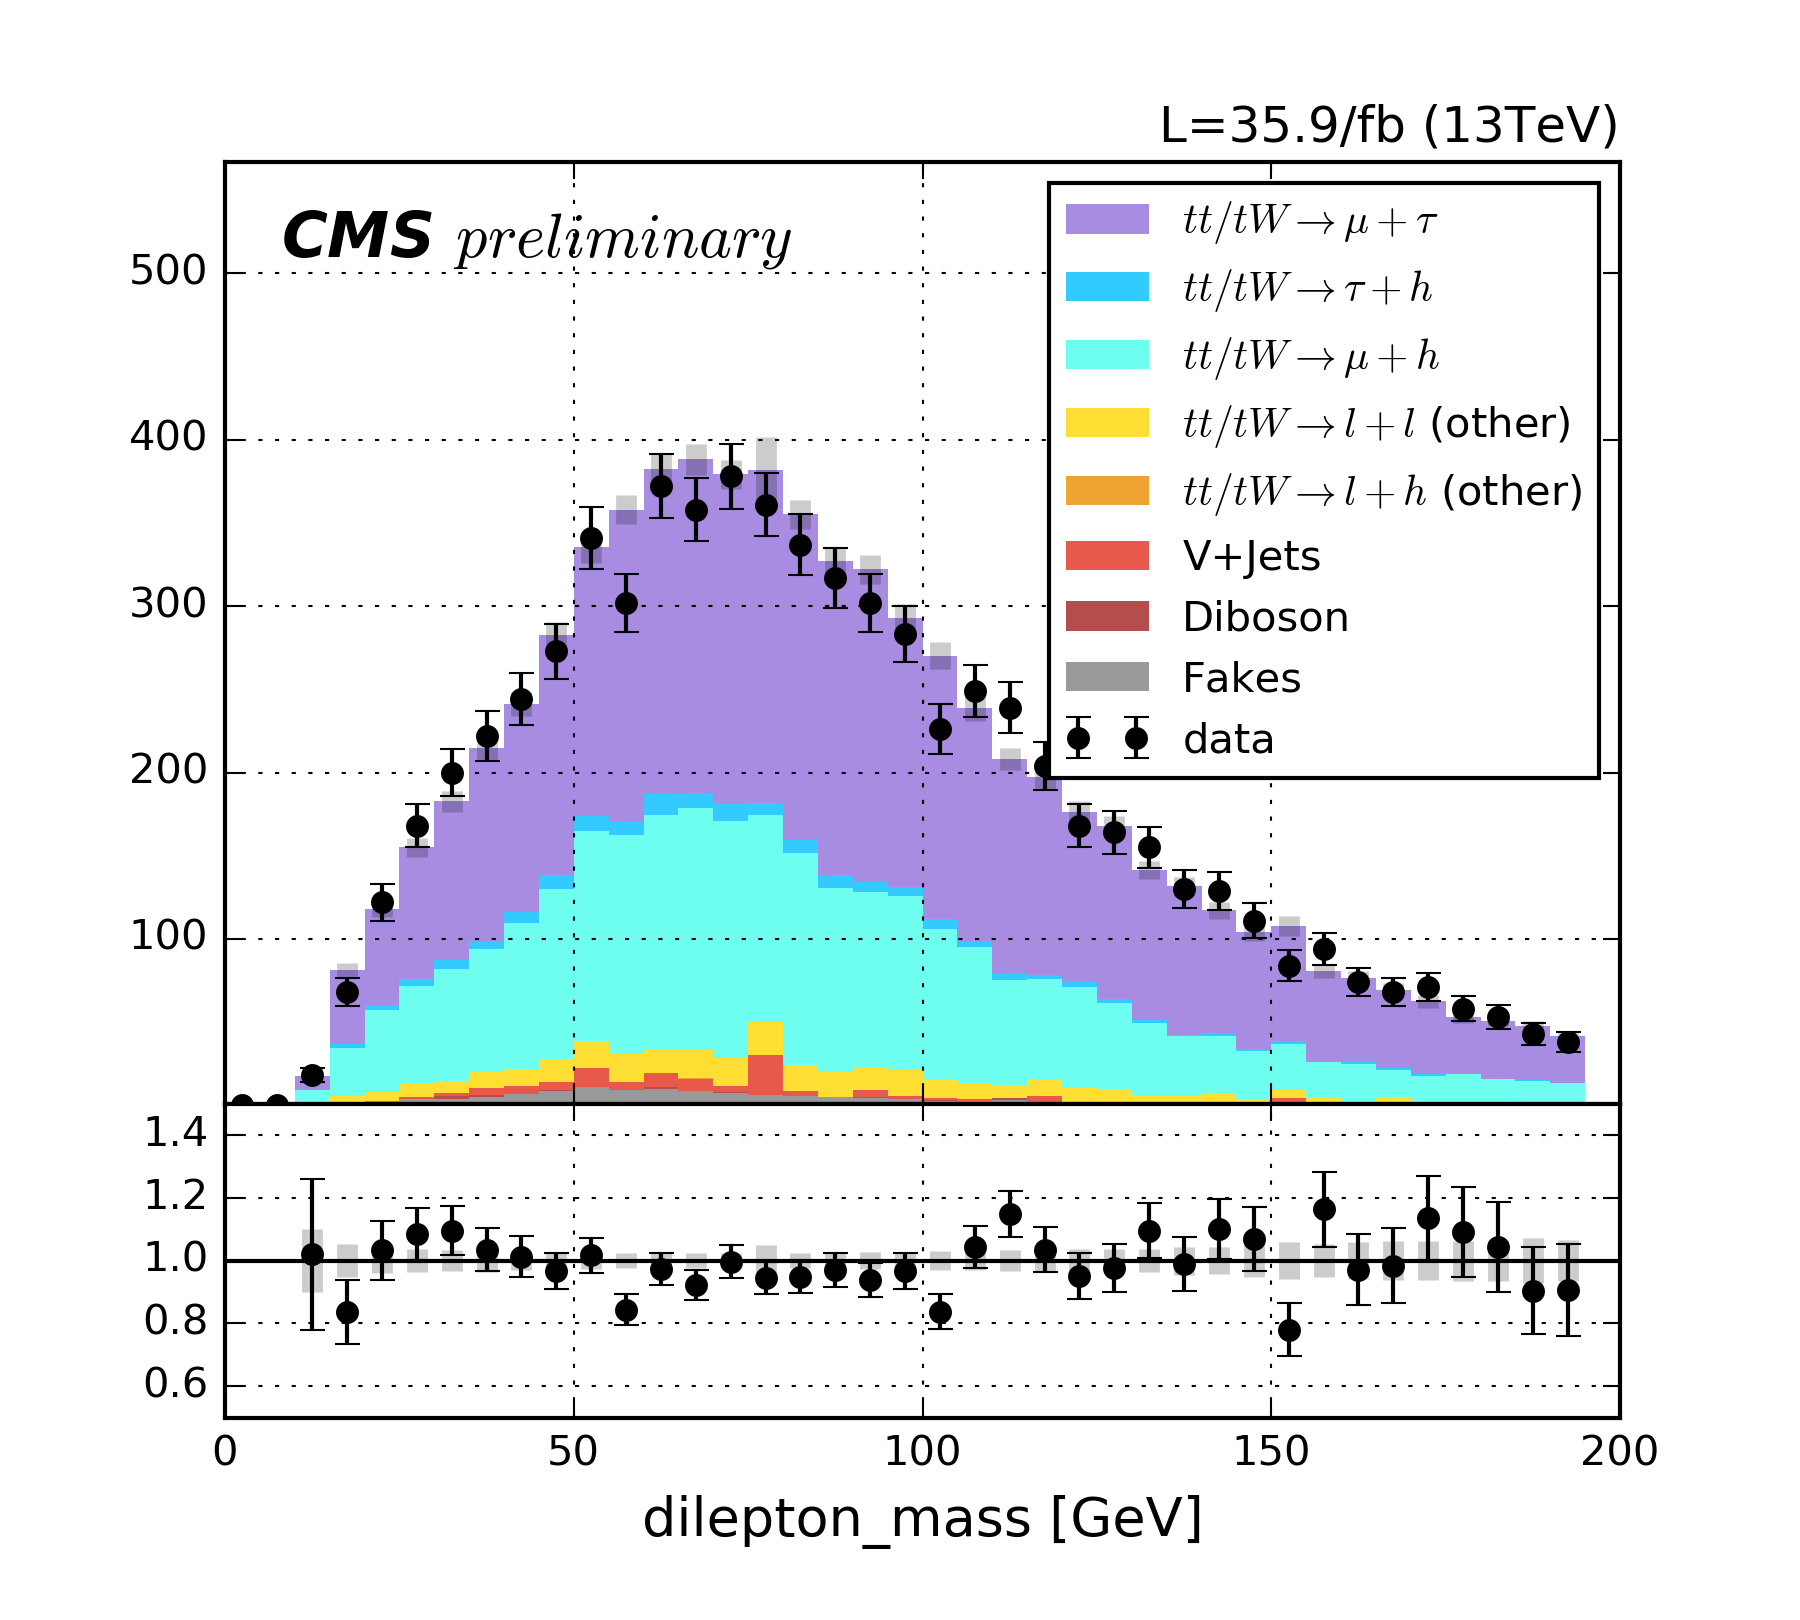 L=35.9/fb (13TeV)
CMS preliminary
tt/tW → μ + τ
tt/tW → τ + h
tt/tW → μ + h
tt/tW → l + l (other)
tt/tW → l + h (other)
V+Jets
Diboson
Fakes
data
500
400
300
200
100
1.4
1.2
1.0
0.8
0.6
0 50 100 150 200
dilepton_mass [GeV]